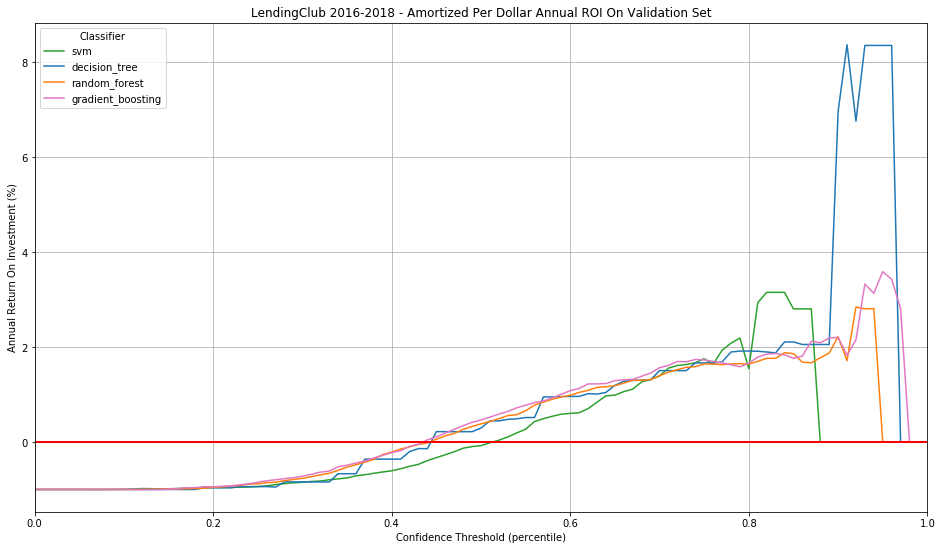 LendingClub 2016-2018 - Amortized Per Dollar Annual ROI On Validation Set
Classifier
svm
decision_tree
random_forest
gradient_boosting
Annual Return On Investment (%)
8
6
4
2
0
0.0 0.2 0.4 0.6 0.8 1.0
Confidence Threshold (percentile)